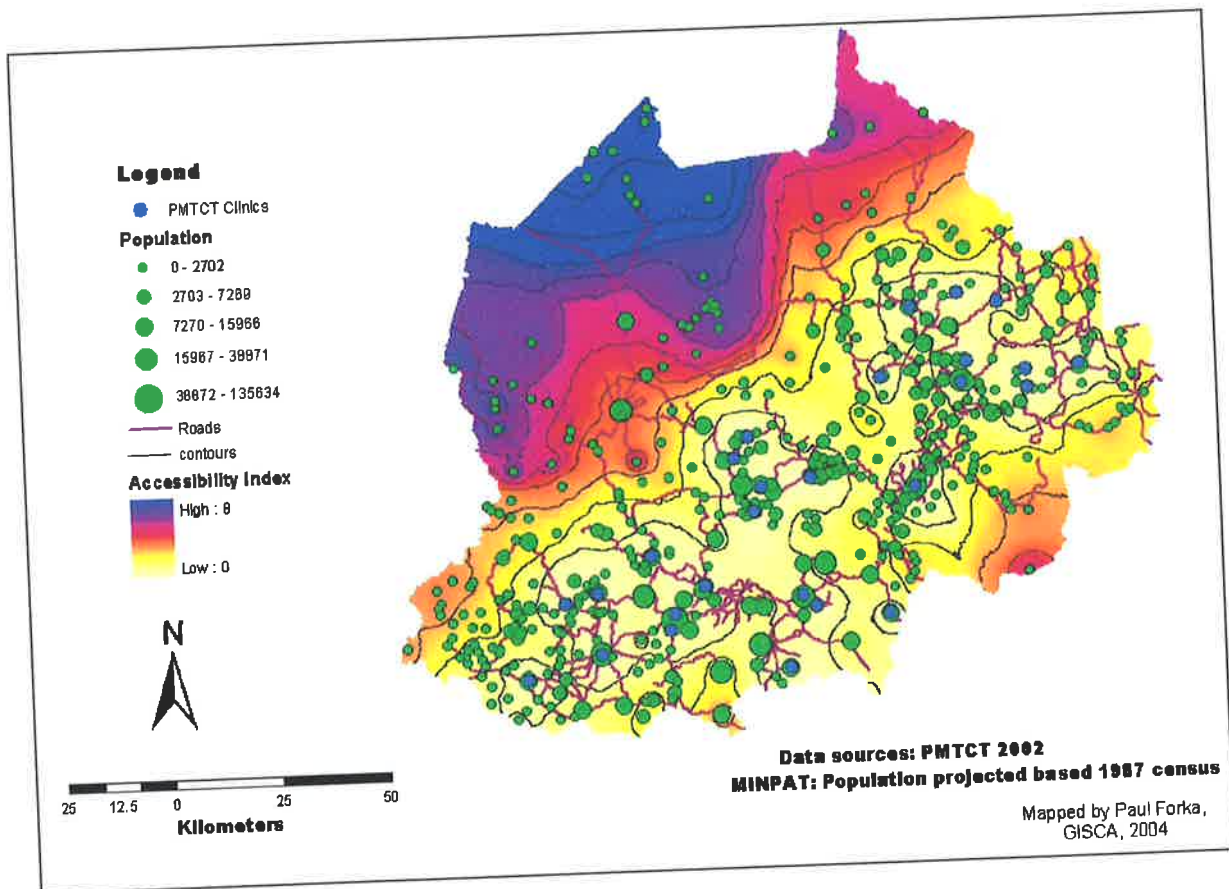 Legend
PMTCT Clinics
Population
0 - 2702
2703 - 7269
7270 - 15966
15967 - 38871
38872 - 135634
Roads
contours
Accessibility Index
High : 8
Low : 0
N
25 12.5 0 25 50
Kilometers
Data sources: PMTCT 2002
MINPAT: Population projected based 1987 census
Mapped by Paul Forka,
GISCA, 2004